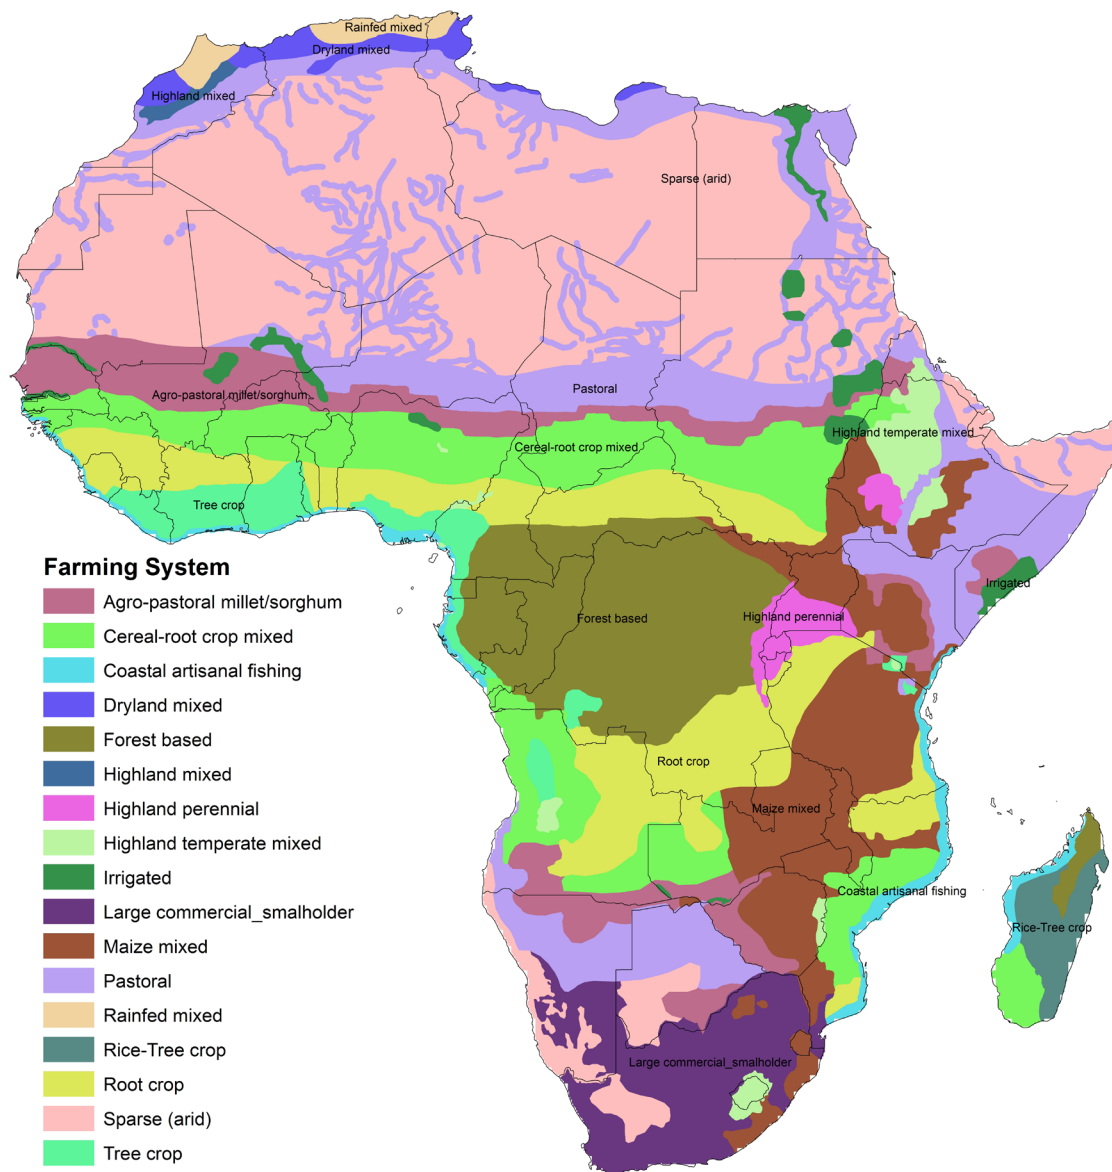 Rainfed mixed
Dryland mixed
Highland mixed
Sparse (arid)
Pastoral
Agro-pastoral millet/sorghum
Highland temperate mixed
Cereal-root crop mixed
Tree crop
Irrigated
Forest based
Highland perennial
Root crop
Maize mixed
Coastal artisanal fishing
Rice-Tree crop
Large commercial_smallholder
Farming System
Agro-pastoral millet/sorghum
Cereal-root crop mixed
Coastal artisanal fishing
Dryland mixed
Forest based
Highland mixed
Highland perennial
Highland temperate mixed
Irrigated
Large commercial_smalholder
Maize mixed
Pastoral
Rainfed mixed
Rice-Tree crop
Root crop
Sparse (arid)
Tree crop